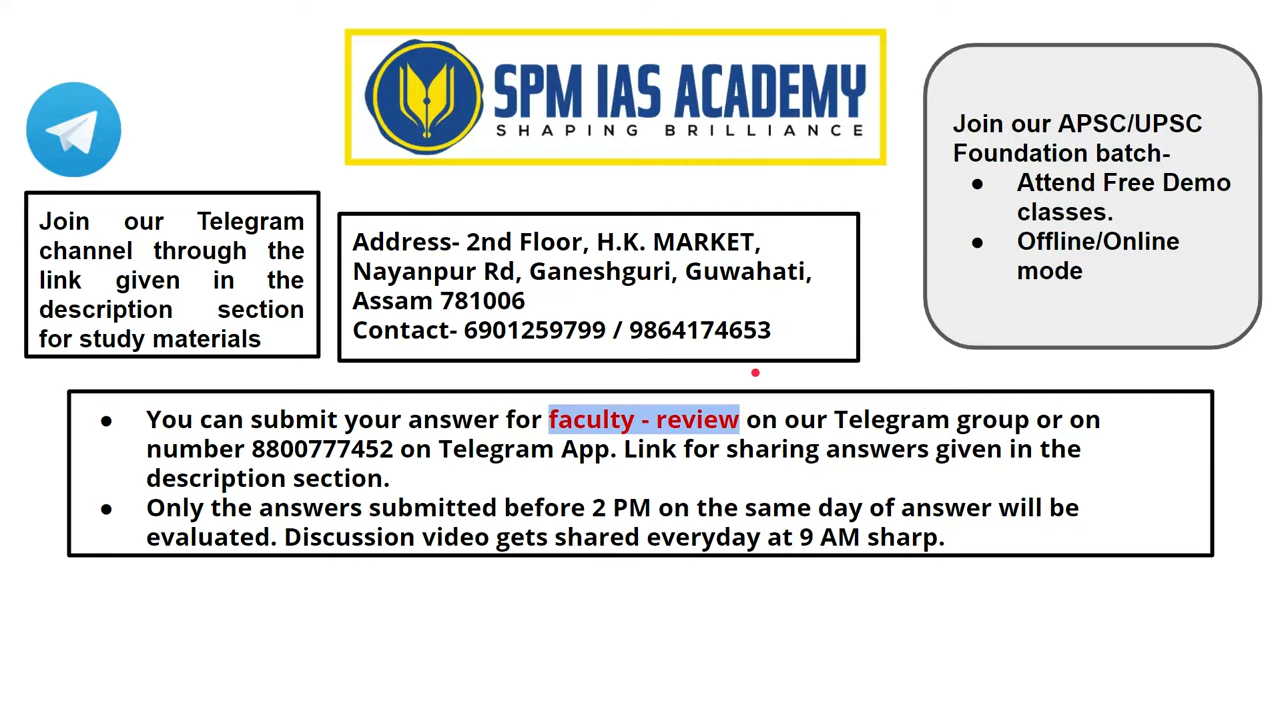 SPM IAS ACADEMY
SHAPING BRILLIANCE
Join our Telegram
channel through the
link given in the
description section
for study materials
Address- 2nd Floor, H.K. MARKET,
Nayanpur Rd, Ganeshguri, Guwahati,
Assam 781006
Contact- 6901259799 / 9864174653
Join our APSC/UPSC
Foundation batch-
● Attend Free Demo
classes.
● Offline/Online
mode
● You can submit your answer for faculty - review on our Telegram group or on
number 8800777452 on Telegram App. Link for sharing answers given in the
description section.
● Only the answers submitted before 2 PM on the same day of answer will be
evaluated. Discussion video gets shared everyday at 9 AM sharp.